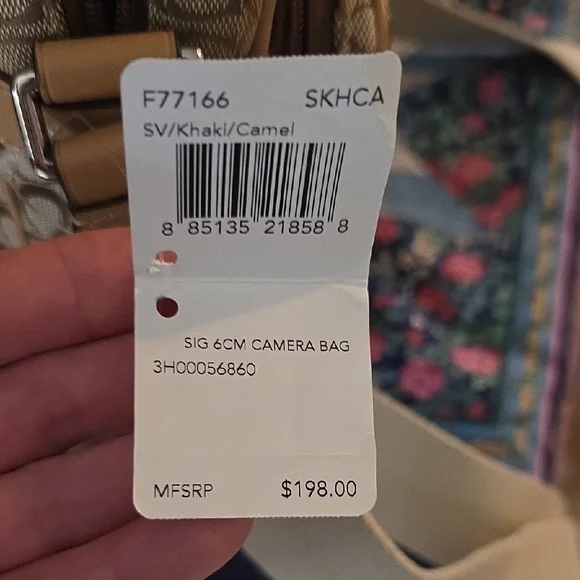 F77166 SKHCA
SV/Khaki/Camel
8 85135 21858 8
SIG 6CM CAMERA BAG
3H00056860
MFSRP $198.00